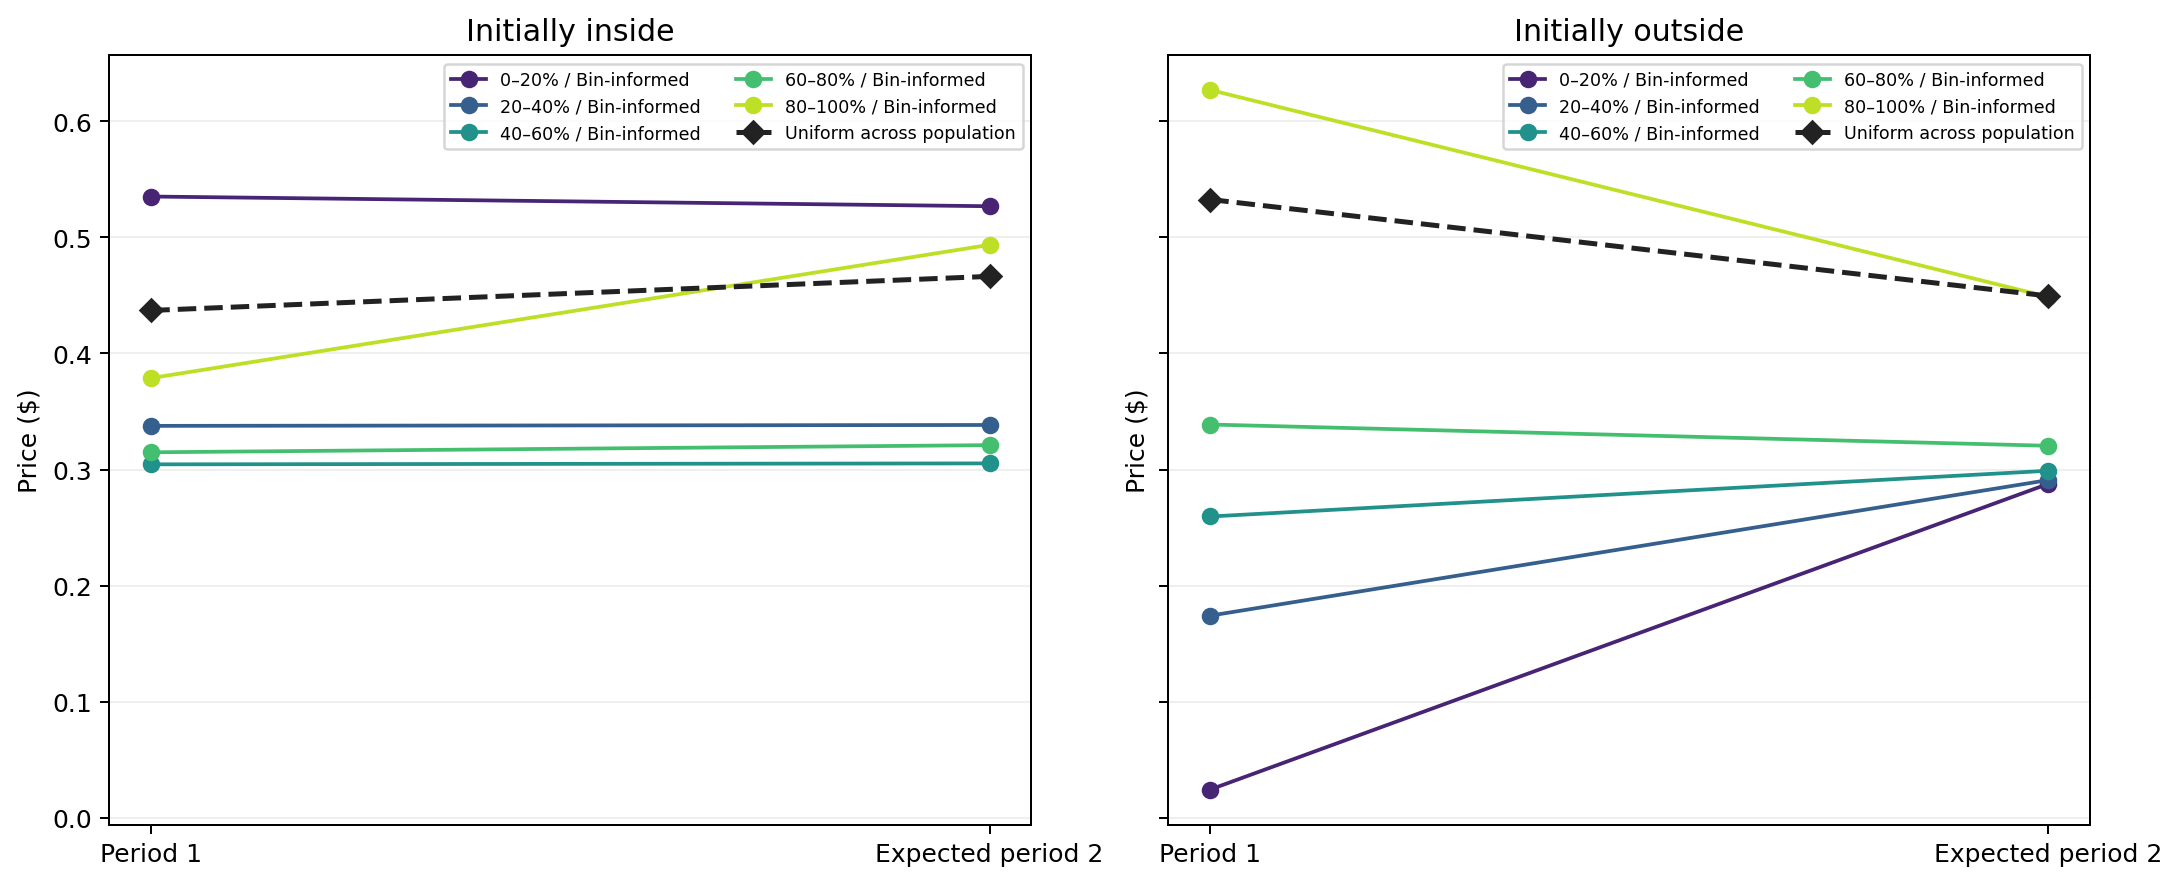 Initially inside
0–20% / Bin-informed
20–40% / Bin-informed
40–60% / Bin-informed
60–80% / Bin-informed
80–100% / Bin-informed
Uniform across population
Price ($)
0.6
0.5
0.4
0.3
0.2
0.1
0.0
Period 1
Expected period 2
Initially outside
0–20% / Bin-informed
20–40% / Bin-informed
40–60% / Bin-informed
60–80% / Bin-informed
80–100% / Bin-informed
Uniform across population
Price ($)
Period 1
Expected period 2